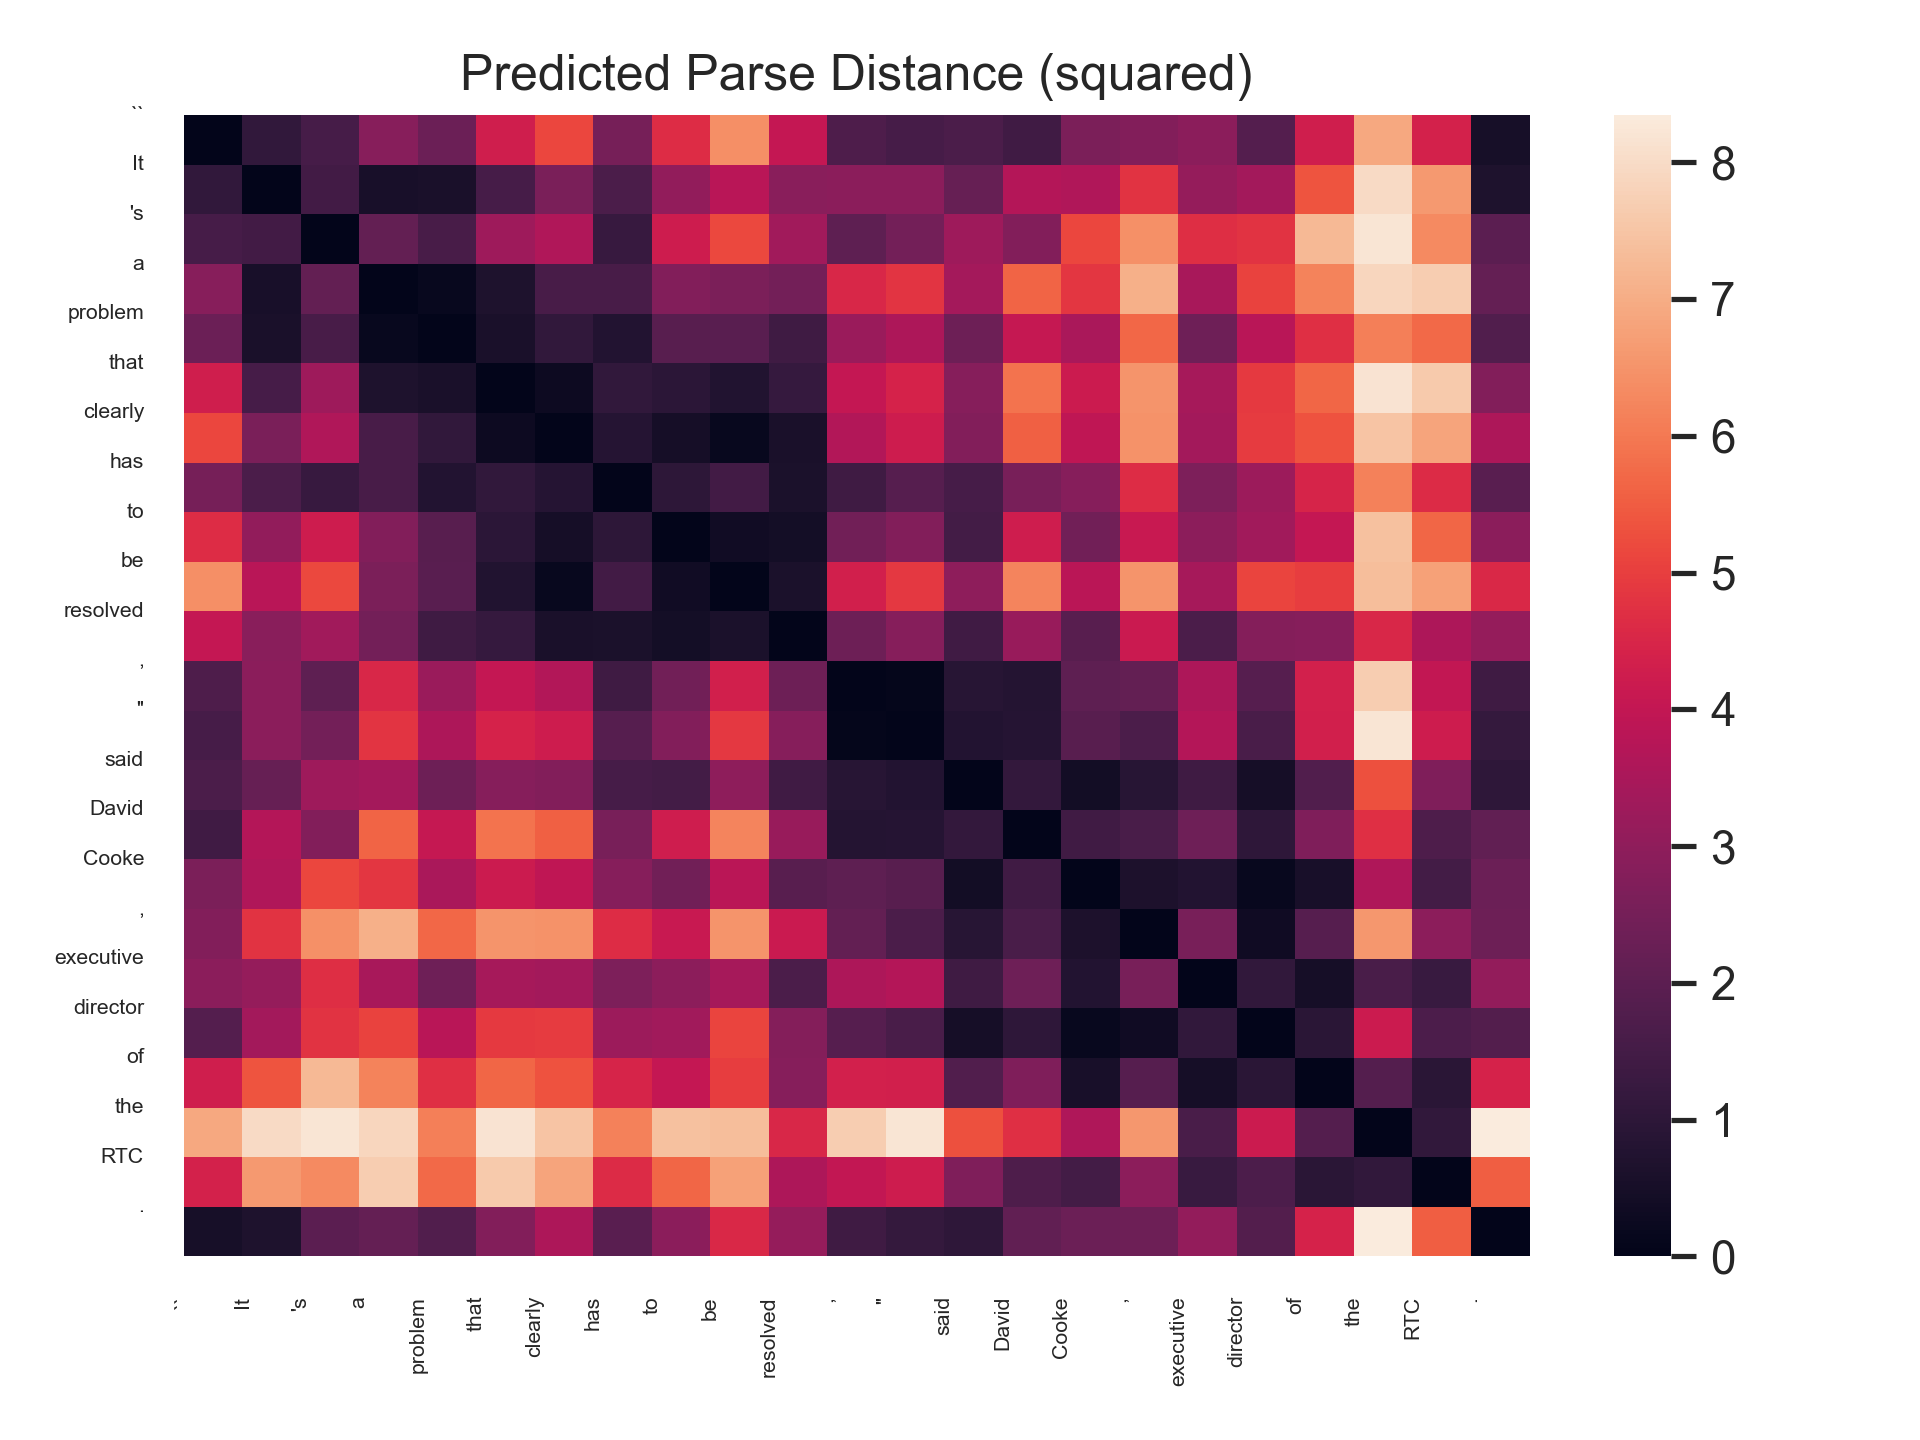 Predicted Parse Distance (squared)
``
It
's
a
problem
that
clearly
has
to
be
resolved
,
"
said
David
Cooke
,
executive
director
of
the
RTC
.
8
7
6
5
4
3
2
1
0
`` It 's a problem that clearly has to be resolved , " said David Cooke , executive director of the RTC .